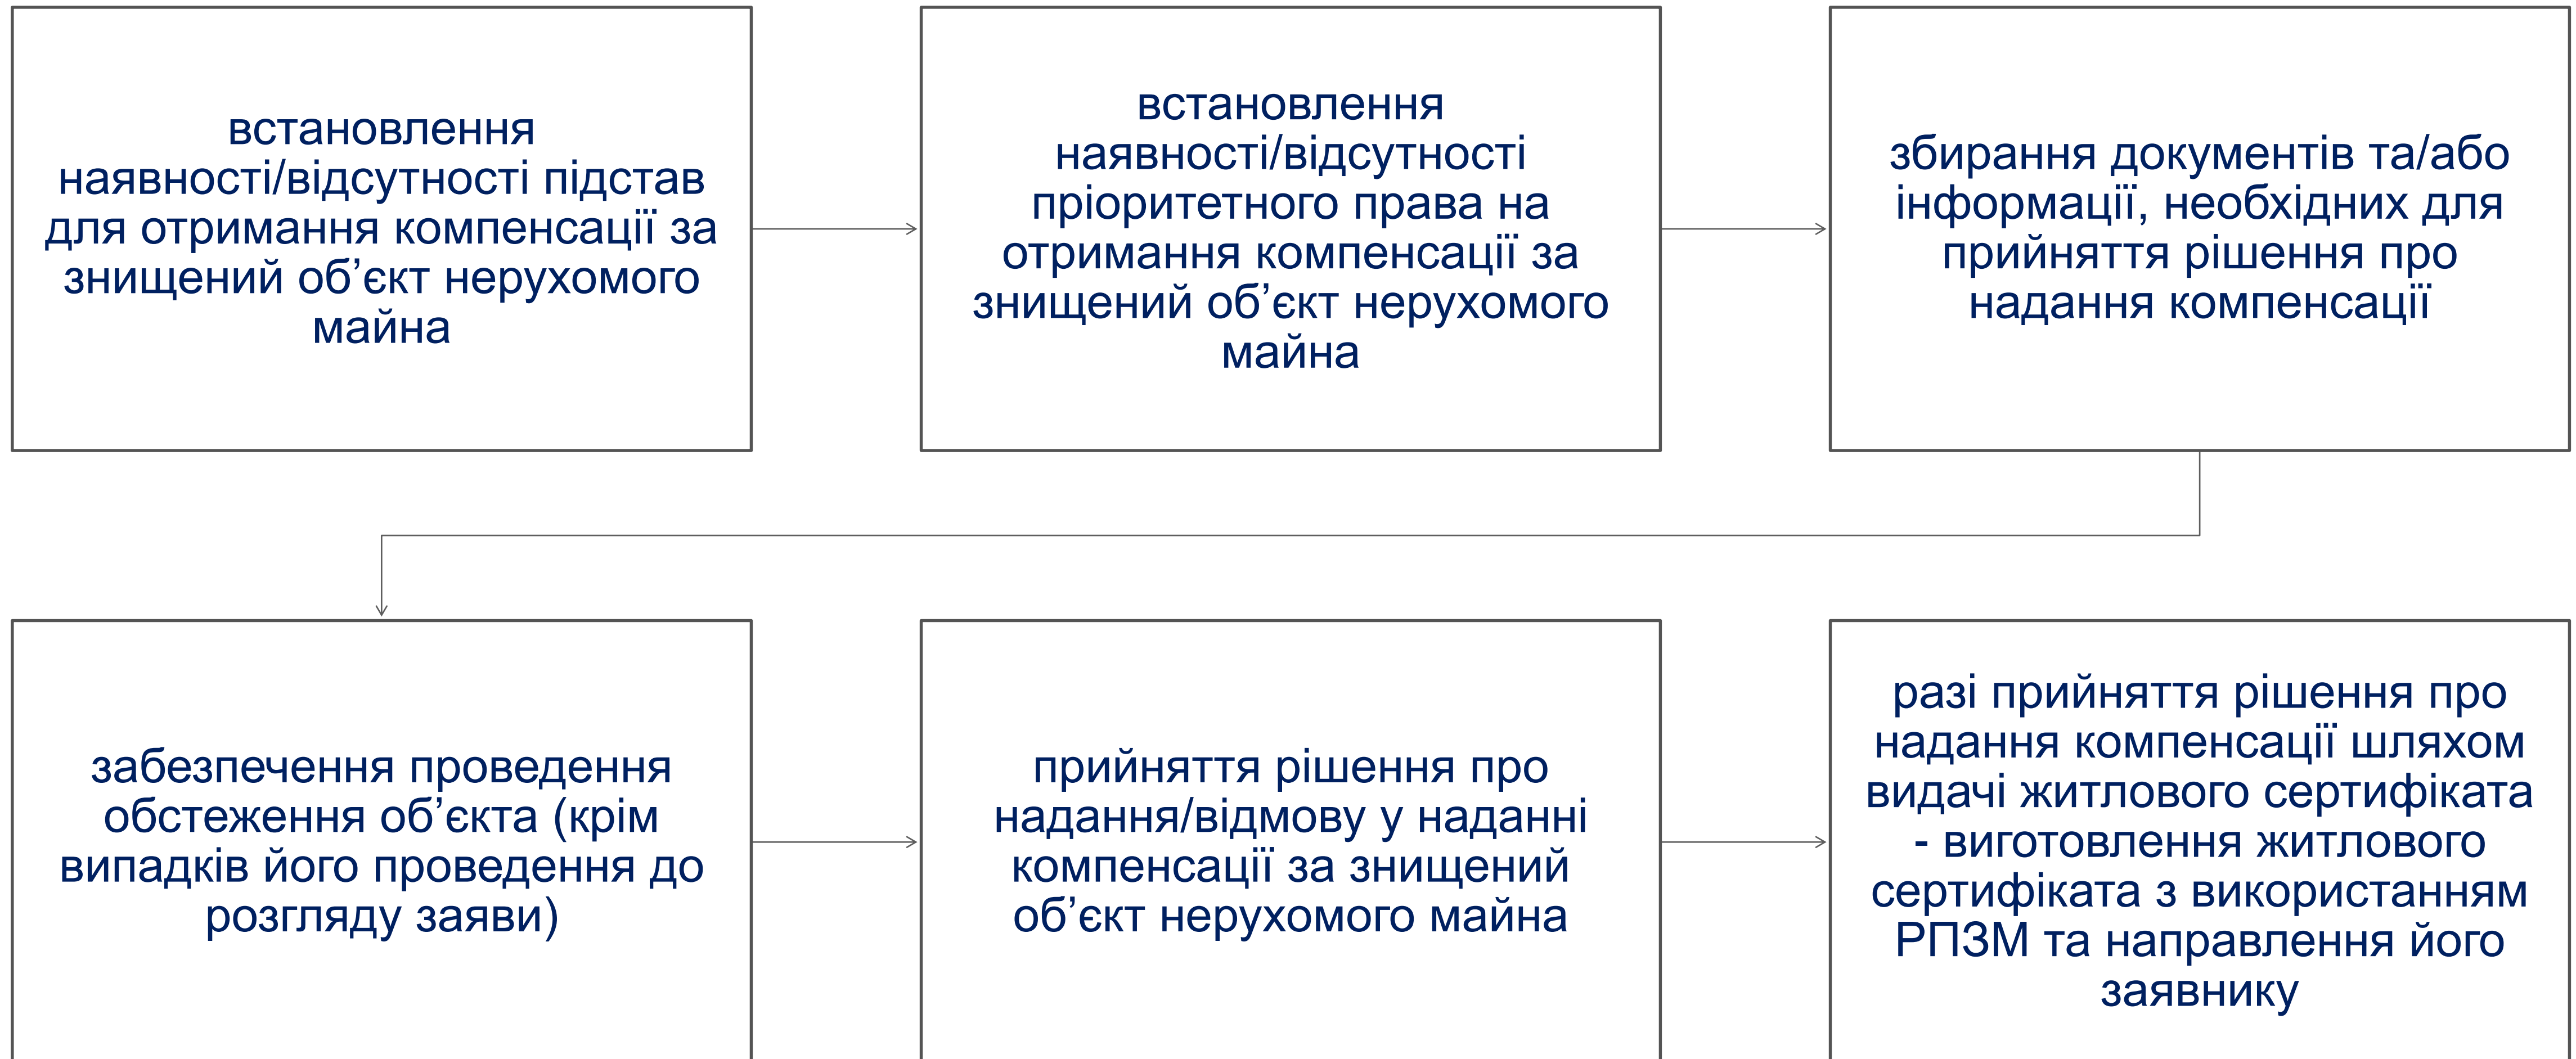 встановлення
наявності/відсутності підстав
для отримання компенсації за
знищений об’єкт нерухомого
майна
встановлення
наявності/відсутності
пріоритетного права на
отримання компенсації за
знищений об’єкт нерухомого
майна
збирання документів та/або
інформації, необхідних для
прийняття рішення про
надання компенсації
забезпечення проведення
обстеження об’єкта (крім
випадків його проведення до
розгляду заяви)
прийняття рішення про
надання/відмову у наданні
компенсації за знищений
об’єкт нерухомого майна
разі прийняття рішення про
надання компенсації шляхом
видачі житлового сертифіката
- виготовлення житлового
сертифіката з використанням
РПЗМ та направлення його
заявнику